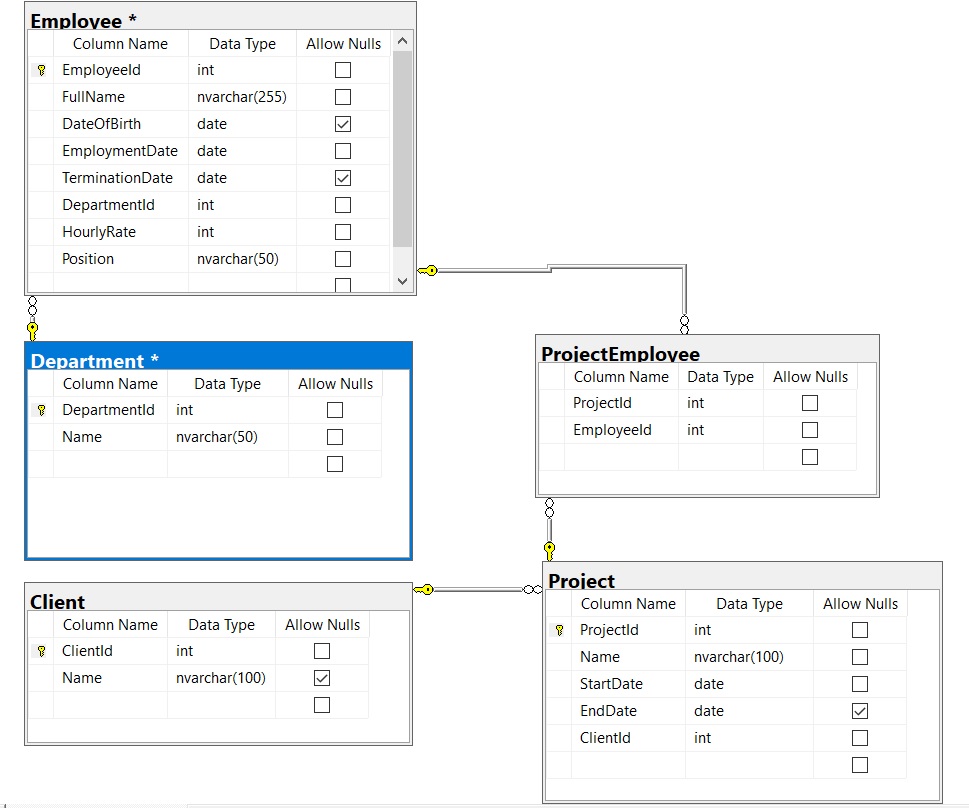 Employee *
Column Name Data Type Allow Nulls
EmployeeId int
FullName nvarchar(255)
DateOfBirth date
EmploymentDate date
TerminationDate date
DepartmentId int
HourlyRate int
Position nvarchar(50)
Department *
Column Name Data Type Allow Nulls
DepartmentId int
Name nvarchar(50)
ProjectEmployee
Column Name Data Type Allow Nulls
ProjectId int
EmployeeId int
Client
Column Name Data Type Allow Nulls
ClientId int
Name nvarchar(100)
Project
Column Name Data Type Allow Nulls
ProjectId int
Name nvarchar(100)
StartDate date
EndDate date
ClientId int